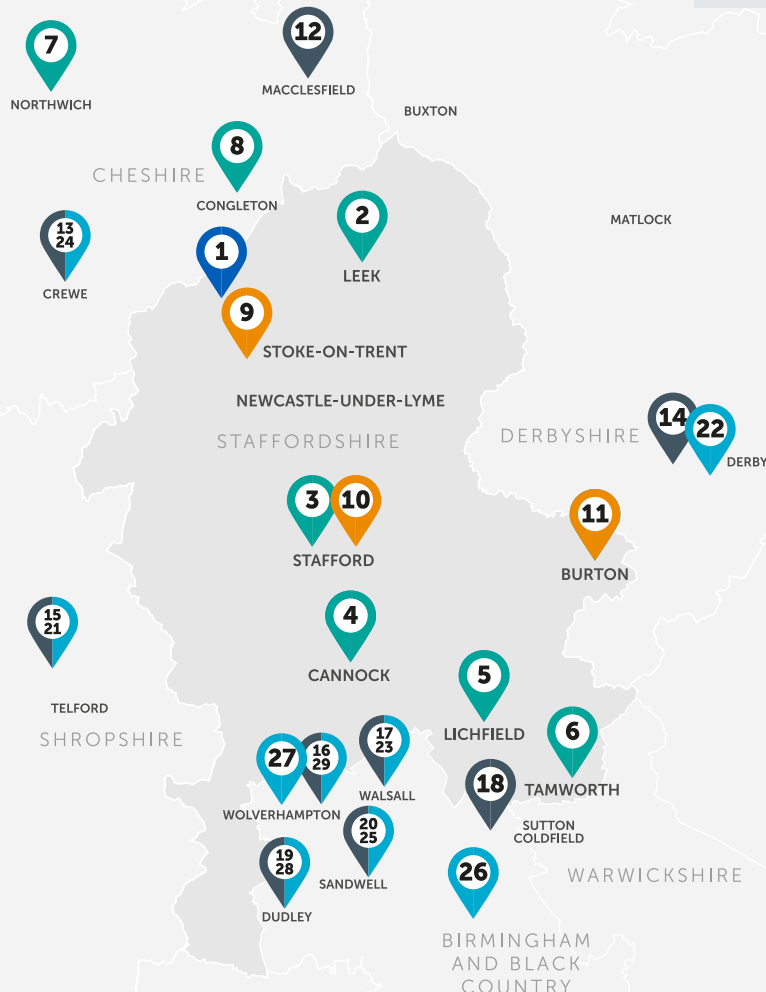 12
7
MACCLESFIELD
NORTHWICH
BUXTON
8
CHESHIRE
CONGLETON
2
MATLOCK
13
24
1
LEEK
CREWE
9
STOKE-ON-TRENT
NEWCASTLE-UNDER-LYME
14
22
STAFFORDSHIRE
DERBYSHIRE
DERBY
3
10
11
STAFFORD
BURTON
15
21
4
CANNOCK
5
TELFORD
LICHFIELD
6
SHROPSHIRE
17
23
27
16
29
WALSALL
18
TAMWORTH
WOLVERHAMPTON
20
25
SUTTON
COLDFIELD
19
28
SANDWELL
26
WARWICKSHIRE
DUDLEY
BIRMINGHAM
AND BLACK
COUNTRY